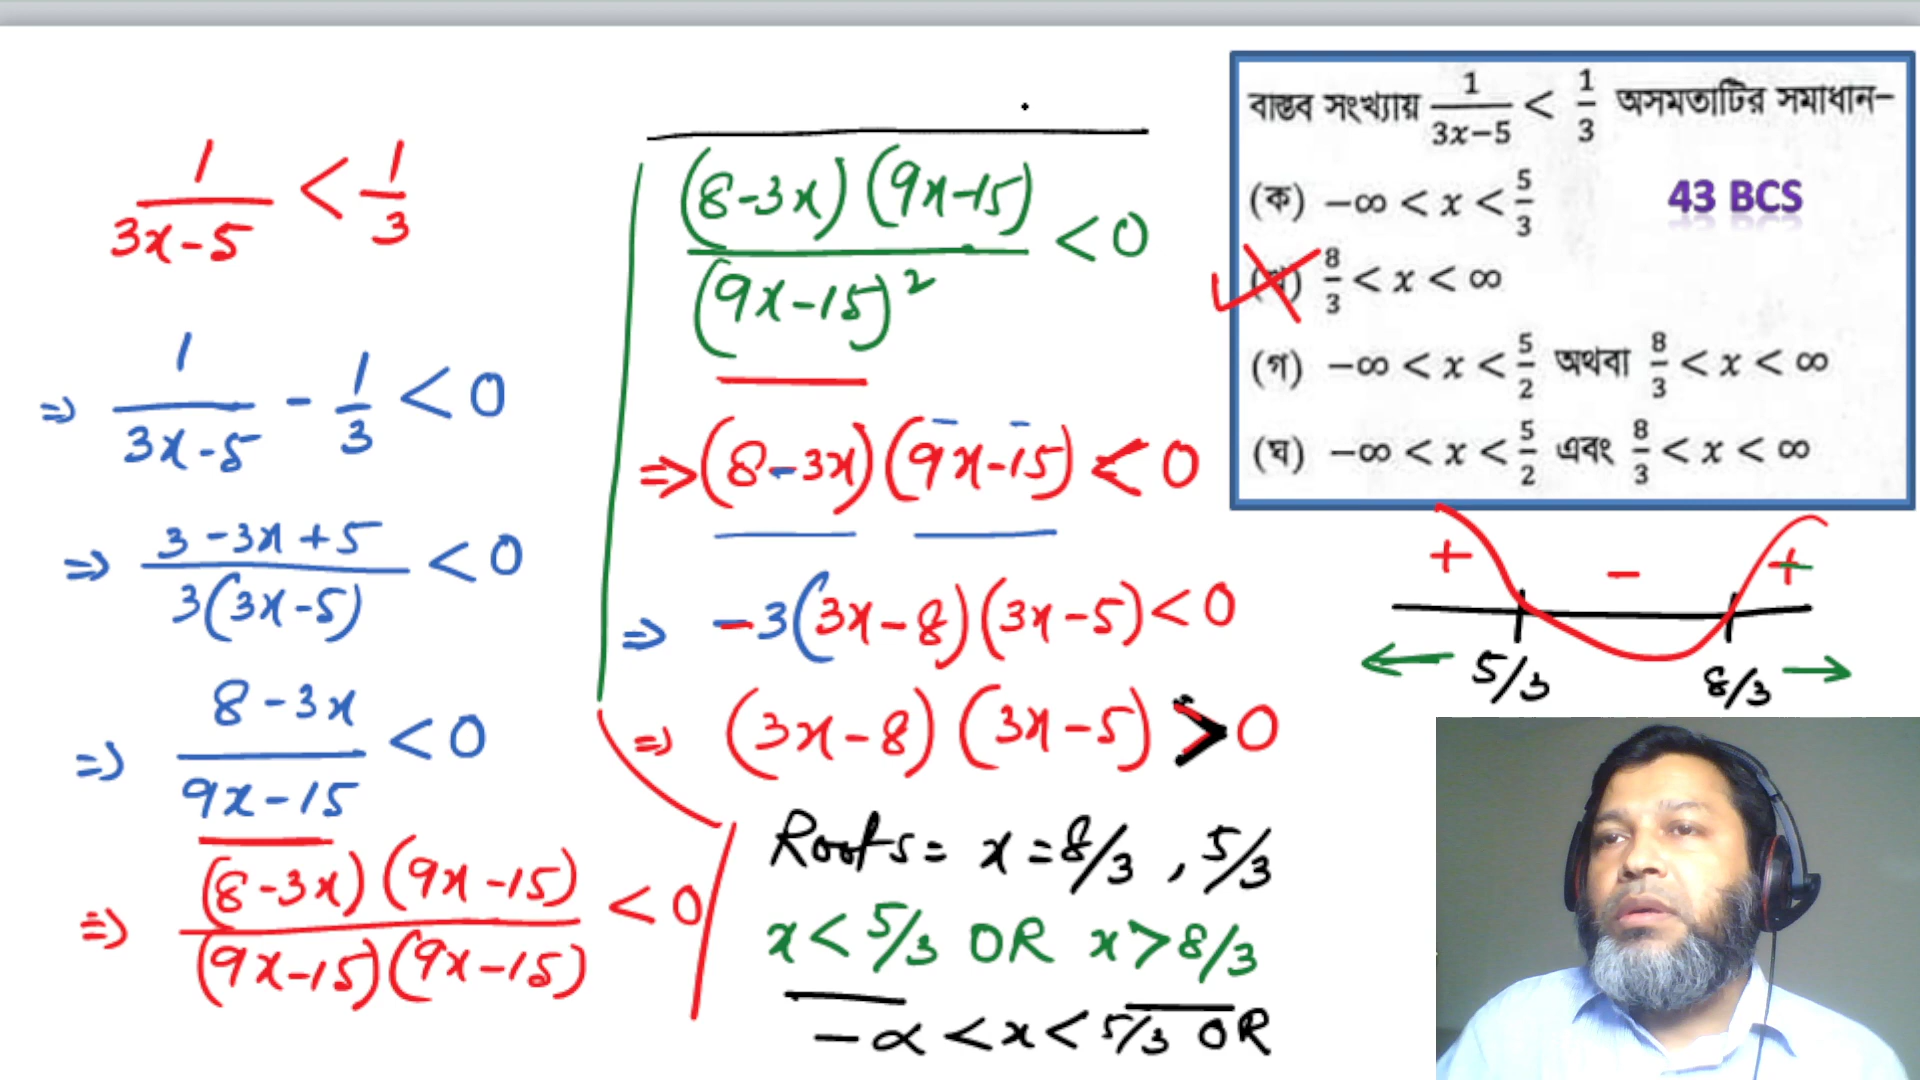 1/(3x-5) < 1/3
⇒ 1/(3x-5) - 1/3 < 0
⇒ (3-3x+5)/(3(3x-5)) < 0
⇒ (8-3x)/(9x-15) < 0
⇒ ((8-3x)(9x-15))/((9x-15)(9x-15)) < 0
((8-3x)(9x-15))/(9x-15)² < 0
⇒ (8-3x)(9x-15) < 0
⇒ -3(3x-8)(3x-5) < 0
⇒ (3x-8)(3x-5) > 0
Roots = x = 8/3, 5/3
x < 5/3 OR x > 8/3
-∝ < x < 5/3 OR
বাস্তব সংখ্যায় 1/(3x-5) < 1/3 অসমতাটির সমাধান-
(ক) -∞ < x < 5/3
43 BCS
(খ) 8/3 < x < ∞
(গ) -∞ < x < 5/2 অথবা 8/3 < x < ∞
(ঘ) -∞ < x < 5/2 এবং 8/3 < x < ∞
+ - +
5/3 8/3